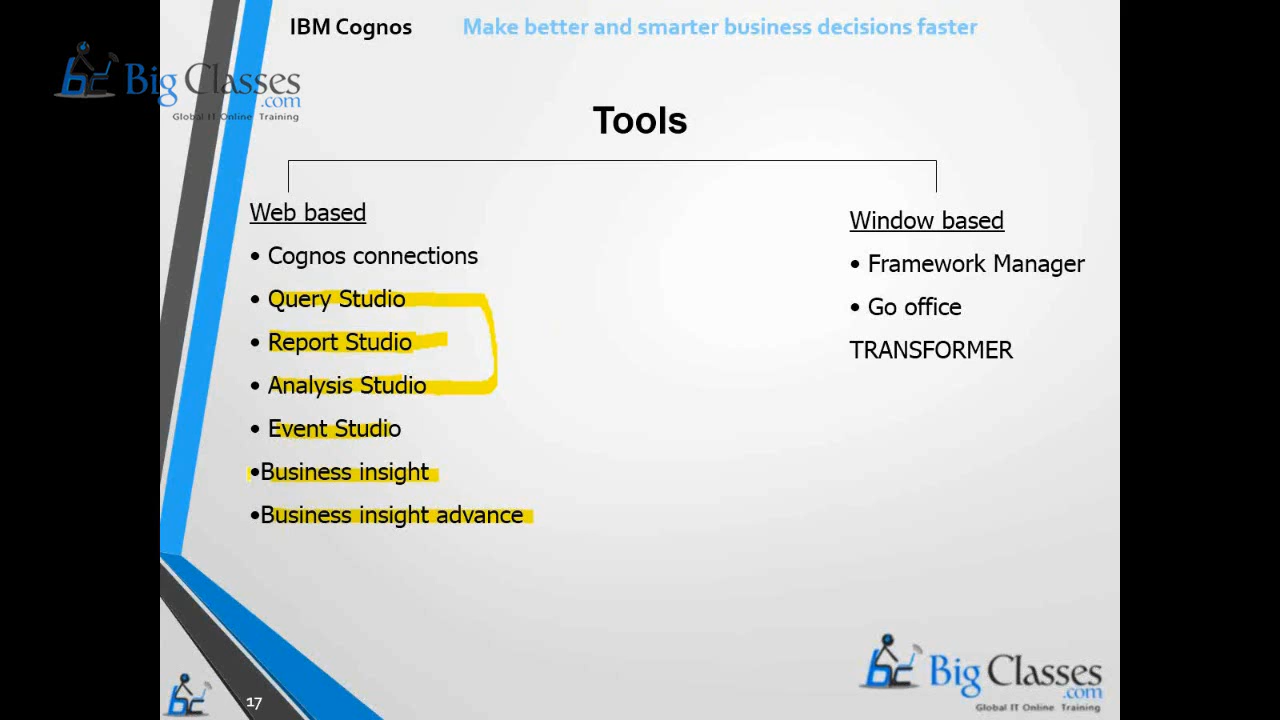 IBM Cognos Make better and smarter business decisions faster
Big Classes
.com
Global IT Online Training
Tools
Web based
• Cognos connections
• Query Studio
• Report Studio
• Analysis Studio
• Event Studio
•Business insight
•Business insight advance
Window based
• Framework Manager
• Go office
TRANSFORMER
17
Big Classes
.com
Global IT Online Training